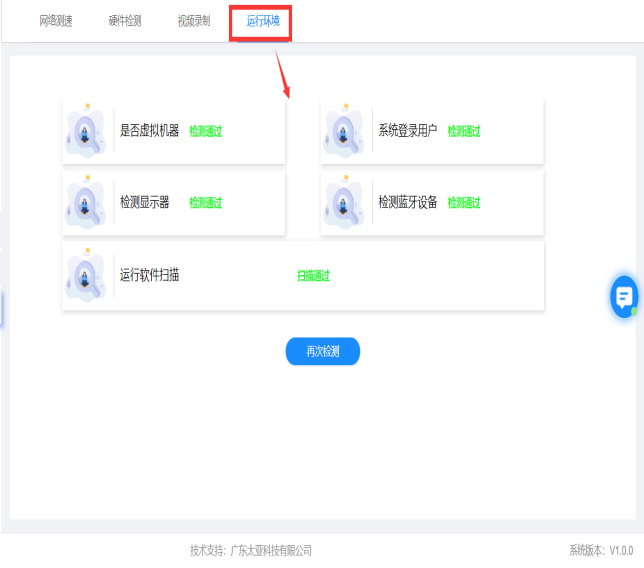 网络测速 硬件检测 视频录制 运行环境
是否虚拟机器 检测通过 系统登录用户 检测通过
检测显示器 检测通过 检测蓝牙设备 检测通过
运行软件扫描 扫描通过
再次检测
技术支持：广东太亚科技有限公司 系统版本：V1.0.0